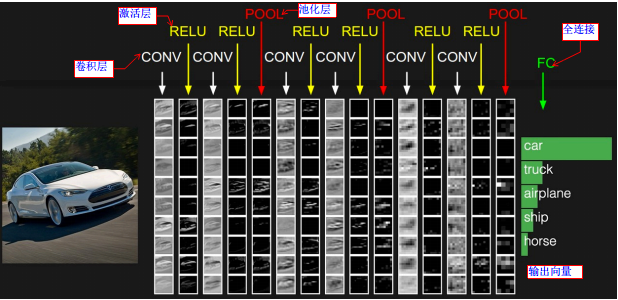 激活层
池化层
POOL
POOL
POOL
RELU
RELU
RELU
RELU
RELU
RELU
全连接
CONV
CONV
CONV
CONV
CONV
CONV
卷积层
FC
car
truck
airplane
ship
horse
输出向量